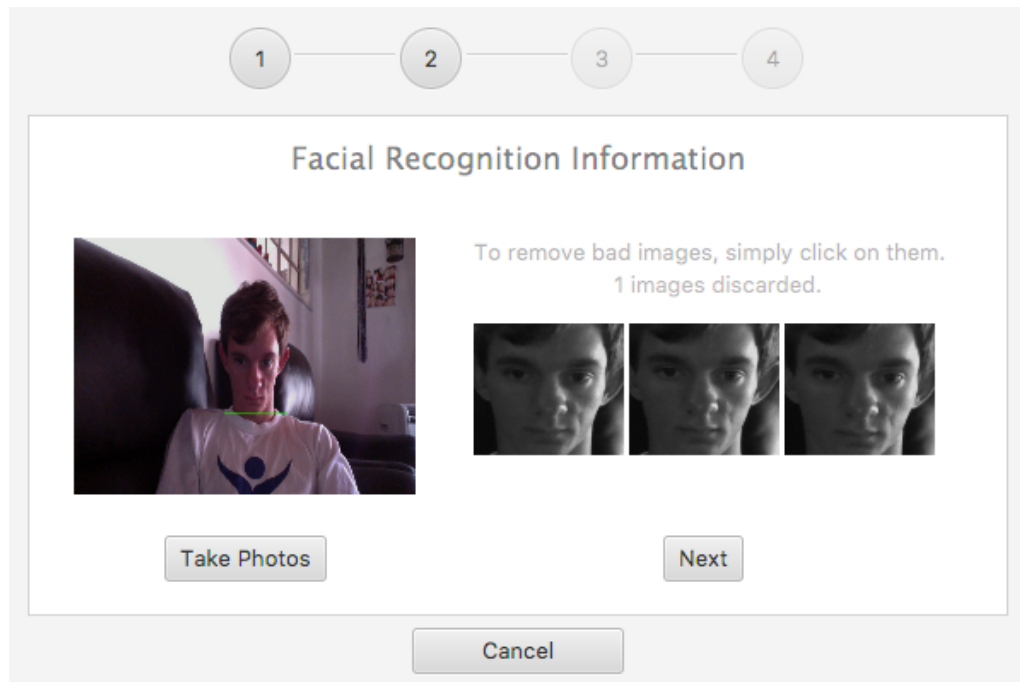 1
2
3
4
Facial Recognition Information
To remove bad images, simply click on them.
1 images discarded.
Take Photos
Next
Cancel